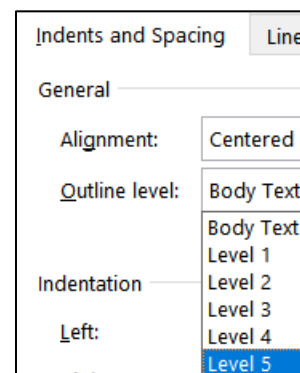 Indents and Spacing Line
General
Alignment: Centered
Outline level: Body Text
Body Text
Level 1
Level 2
Indentation
Level 3
Left:
Level 4
Level 5